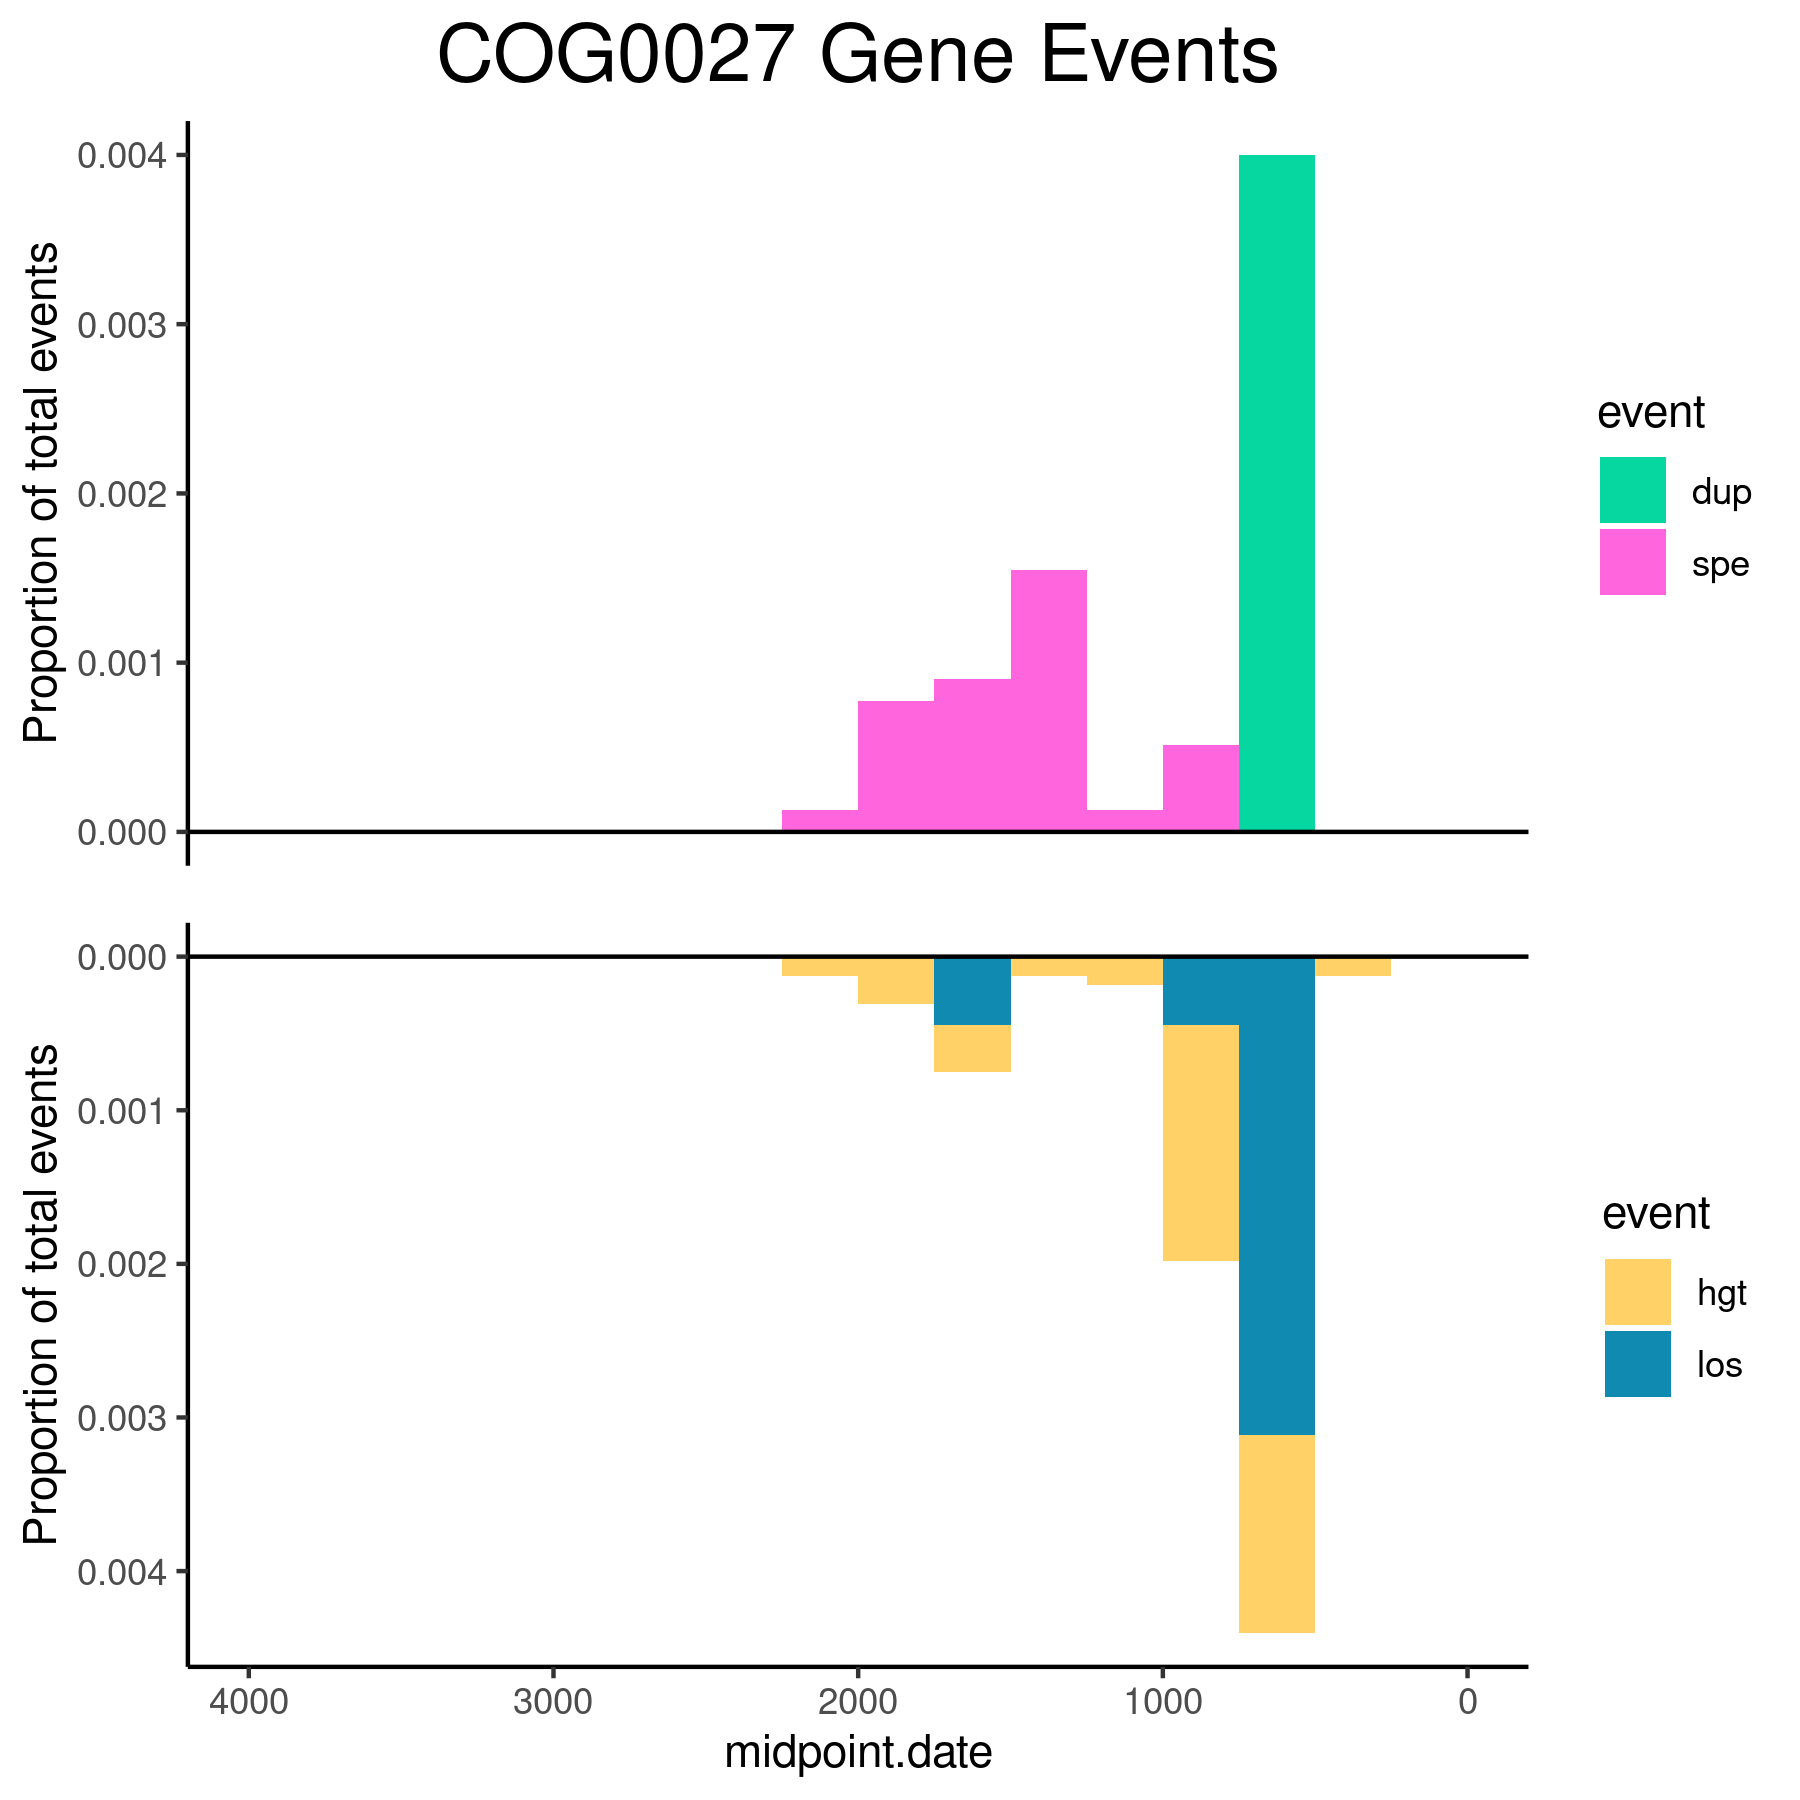 COG0027 Gene Events
Proportion of total events
0.004
0.003
0.002
0.001
0.000
event
dup
spe
Proportion of total events
0.000
0.001
0.002
0.003
0.004
event
hgt
los
4000 3000 2000 1000 0
midpoint.date